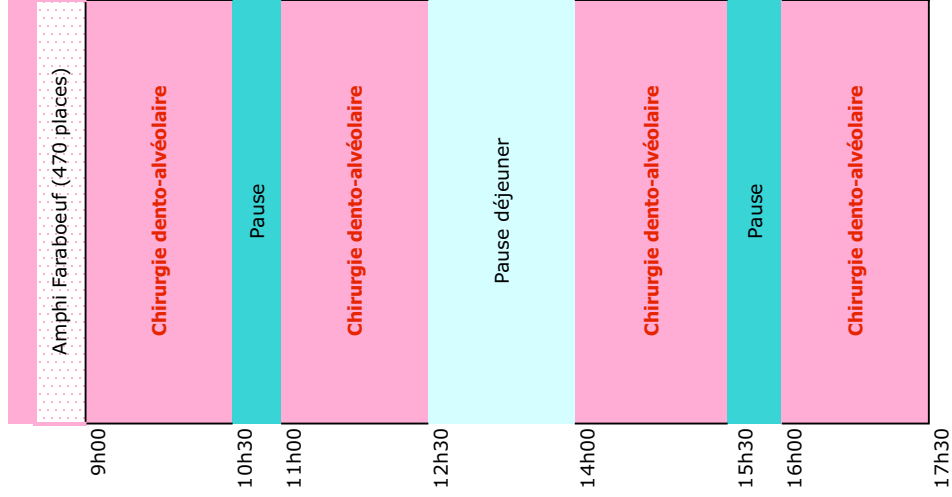 Amphi Faraboeuf (470 places)
Chirurgie dento-alvéolaire
Pause
Chirurgie dento-alvéolaire
Pause déjeuner
Chirurgie dento-alvéolaire
Pause
Chirurgie dento-alvéolaire
9h00
10h30
11h00
12h30
14h00
15h30
16h00
17h30